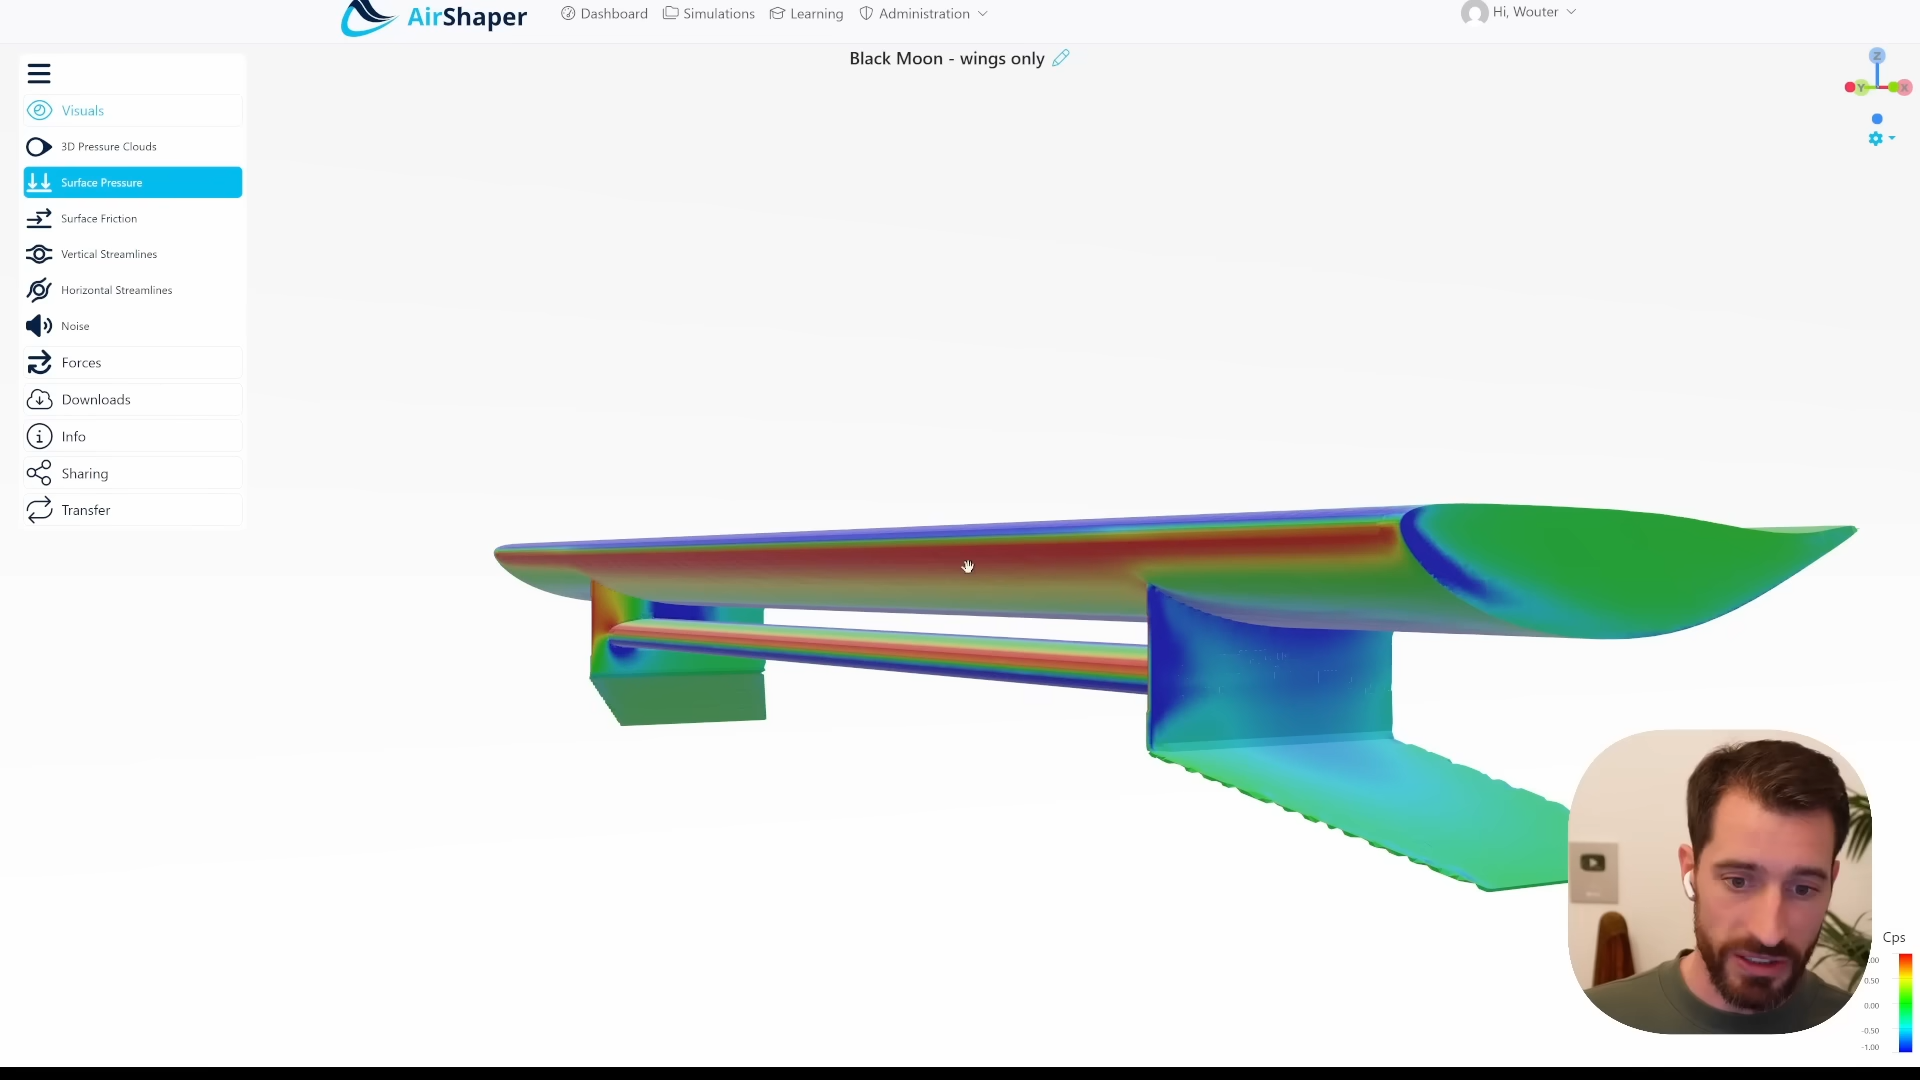 AirShaper
Dashboard
Simulations
Learning
Administration
Hi, Wouter
Black Moon - wings only
Visuals
3D Pressure Clouds
Surface Pressure
Surface Friction
Vertical Streamlines
Horizontal Streamlines
Noise
Forces
Downloads
Info
Sharing
Transfer
Z
Y
X
Cps
.00
0.50
0.00
-0.50
-1.00